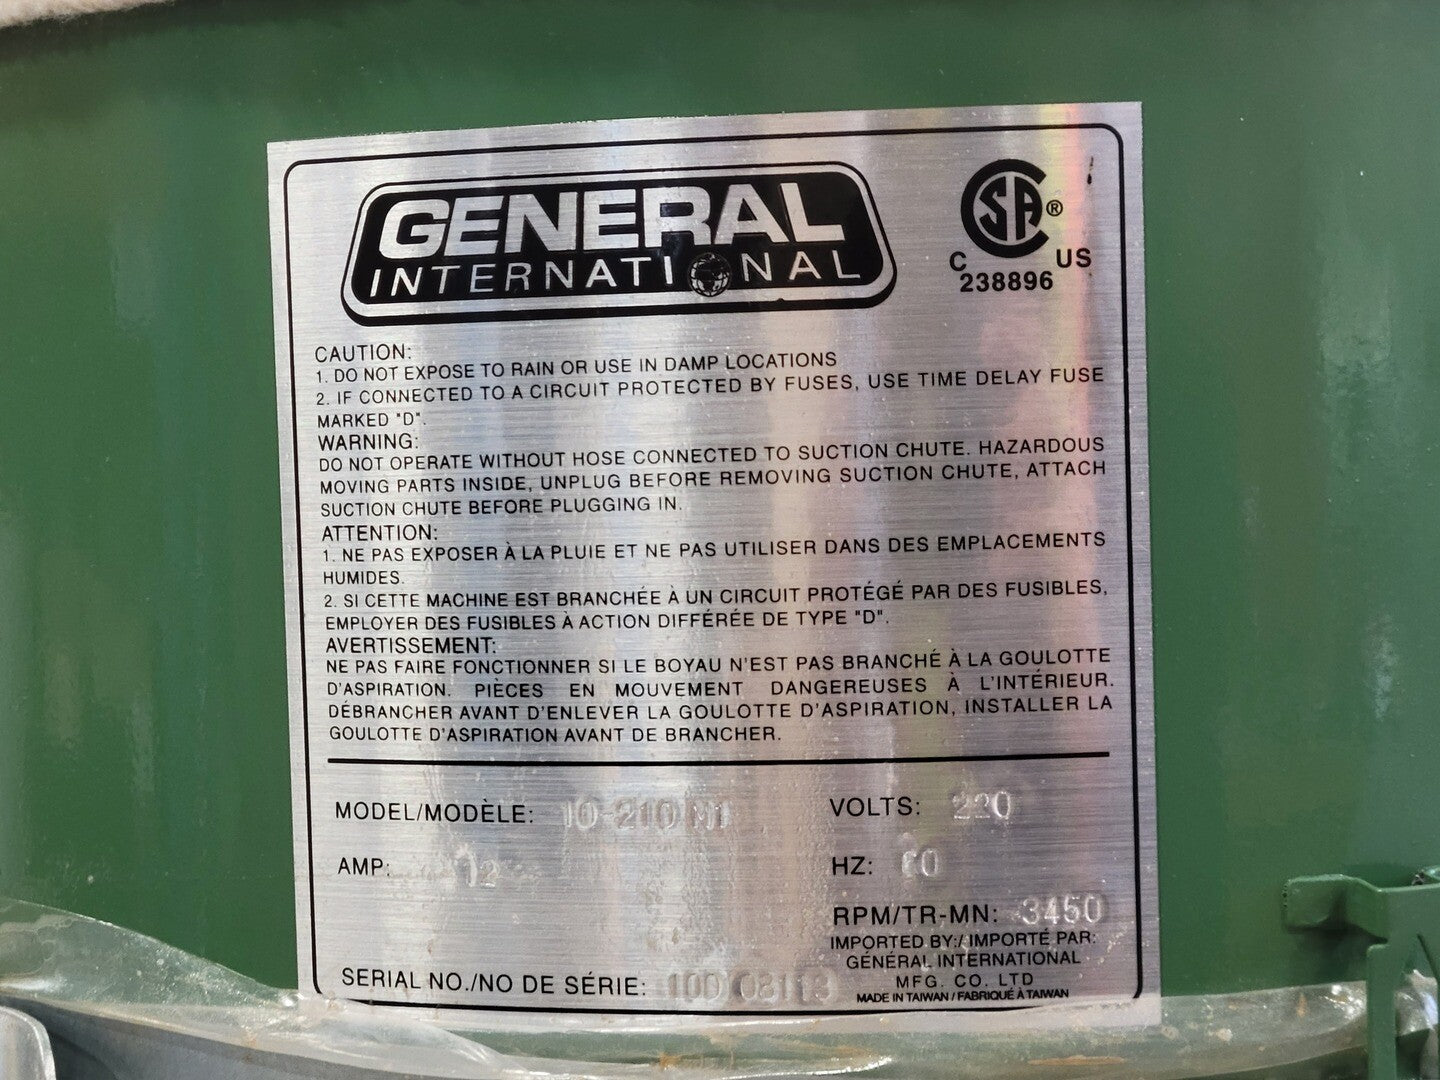 GENERAL
INTERNATIONAL
CSA®
C US
238896
CAUTION:
1. DO NOT EXPOSE TO RAIN OR USE IN DAMP LOCATIONS
2. IF CONNECTED TO A CIRCUIT PROTECTED BY FUSES, USE TIME DELAY FUSE
MARKED "D".
WARNING:
DO NOT OPERATE WITHOUT HOSE CONNECTED TO SUCTION CHUTE. HAZARDOUS
MOVING PARTS INSIDE, UNPLUG BEFORE REMOVING SUCTION CHUTE, ATTACH
SUCTION CHUTE BEFORE PLUGGING IN.
ATTENTION:
1. NE PAS EXPOSER À LA PLUIE ET NE PAS UTILISER DANS DES EMPLACEMENTS
HUMIDES.
2. SI CETTE MACHINE EST BRANCHÉE À UN CIRCUIT PROTÉGÉ PAR DES FUSIBLES,
EMPLOYER DES FUSIBLES À ACTION DIFFÉRÉE DE TYPE "D".
AVERTISSEMENT:
NE PAS FAIRE FONCTIONNER SI LE BOYAU N'EST PAS BRANCHÉ À LA GOULOTTE
D'ASPIRATION. PIÈCES EN MOUVEMENT DANGEREUSES À L'INTÉRIEUR.
DÉBRANCHER AVANT D'ENLEVER LA GOULOTTE D'ASPIRATION, INSTALLER LA
GOULOTTE D'ASPIRATION AVANT DE BRANCHER.
MODEL/MODÈLE: 10-210 M1
VOLTS: 220
AMP:
HZ: 60
RPM/TR-MN: 3450
IMPORTED BY:/ IMPORTÉ PAR:
GÉNÉRAL INTERNATIONAL
MFG. CO. LTD
MADE IN TAIWAN / FABRIQUÉ À TAIWAN
SERIAL NO./NO DE SÉRIE: